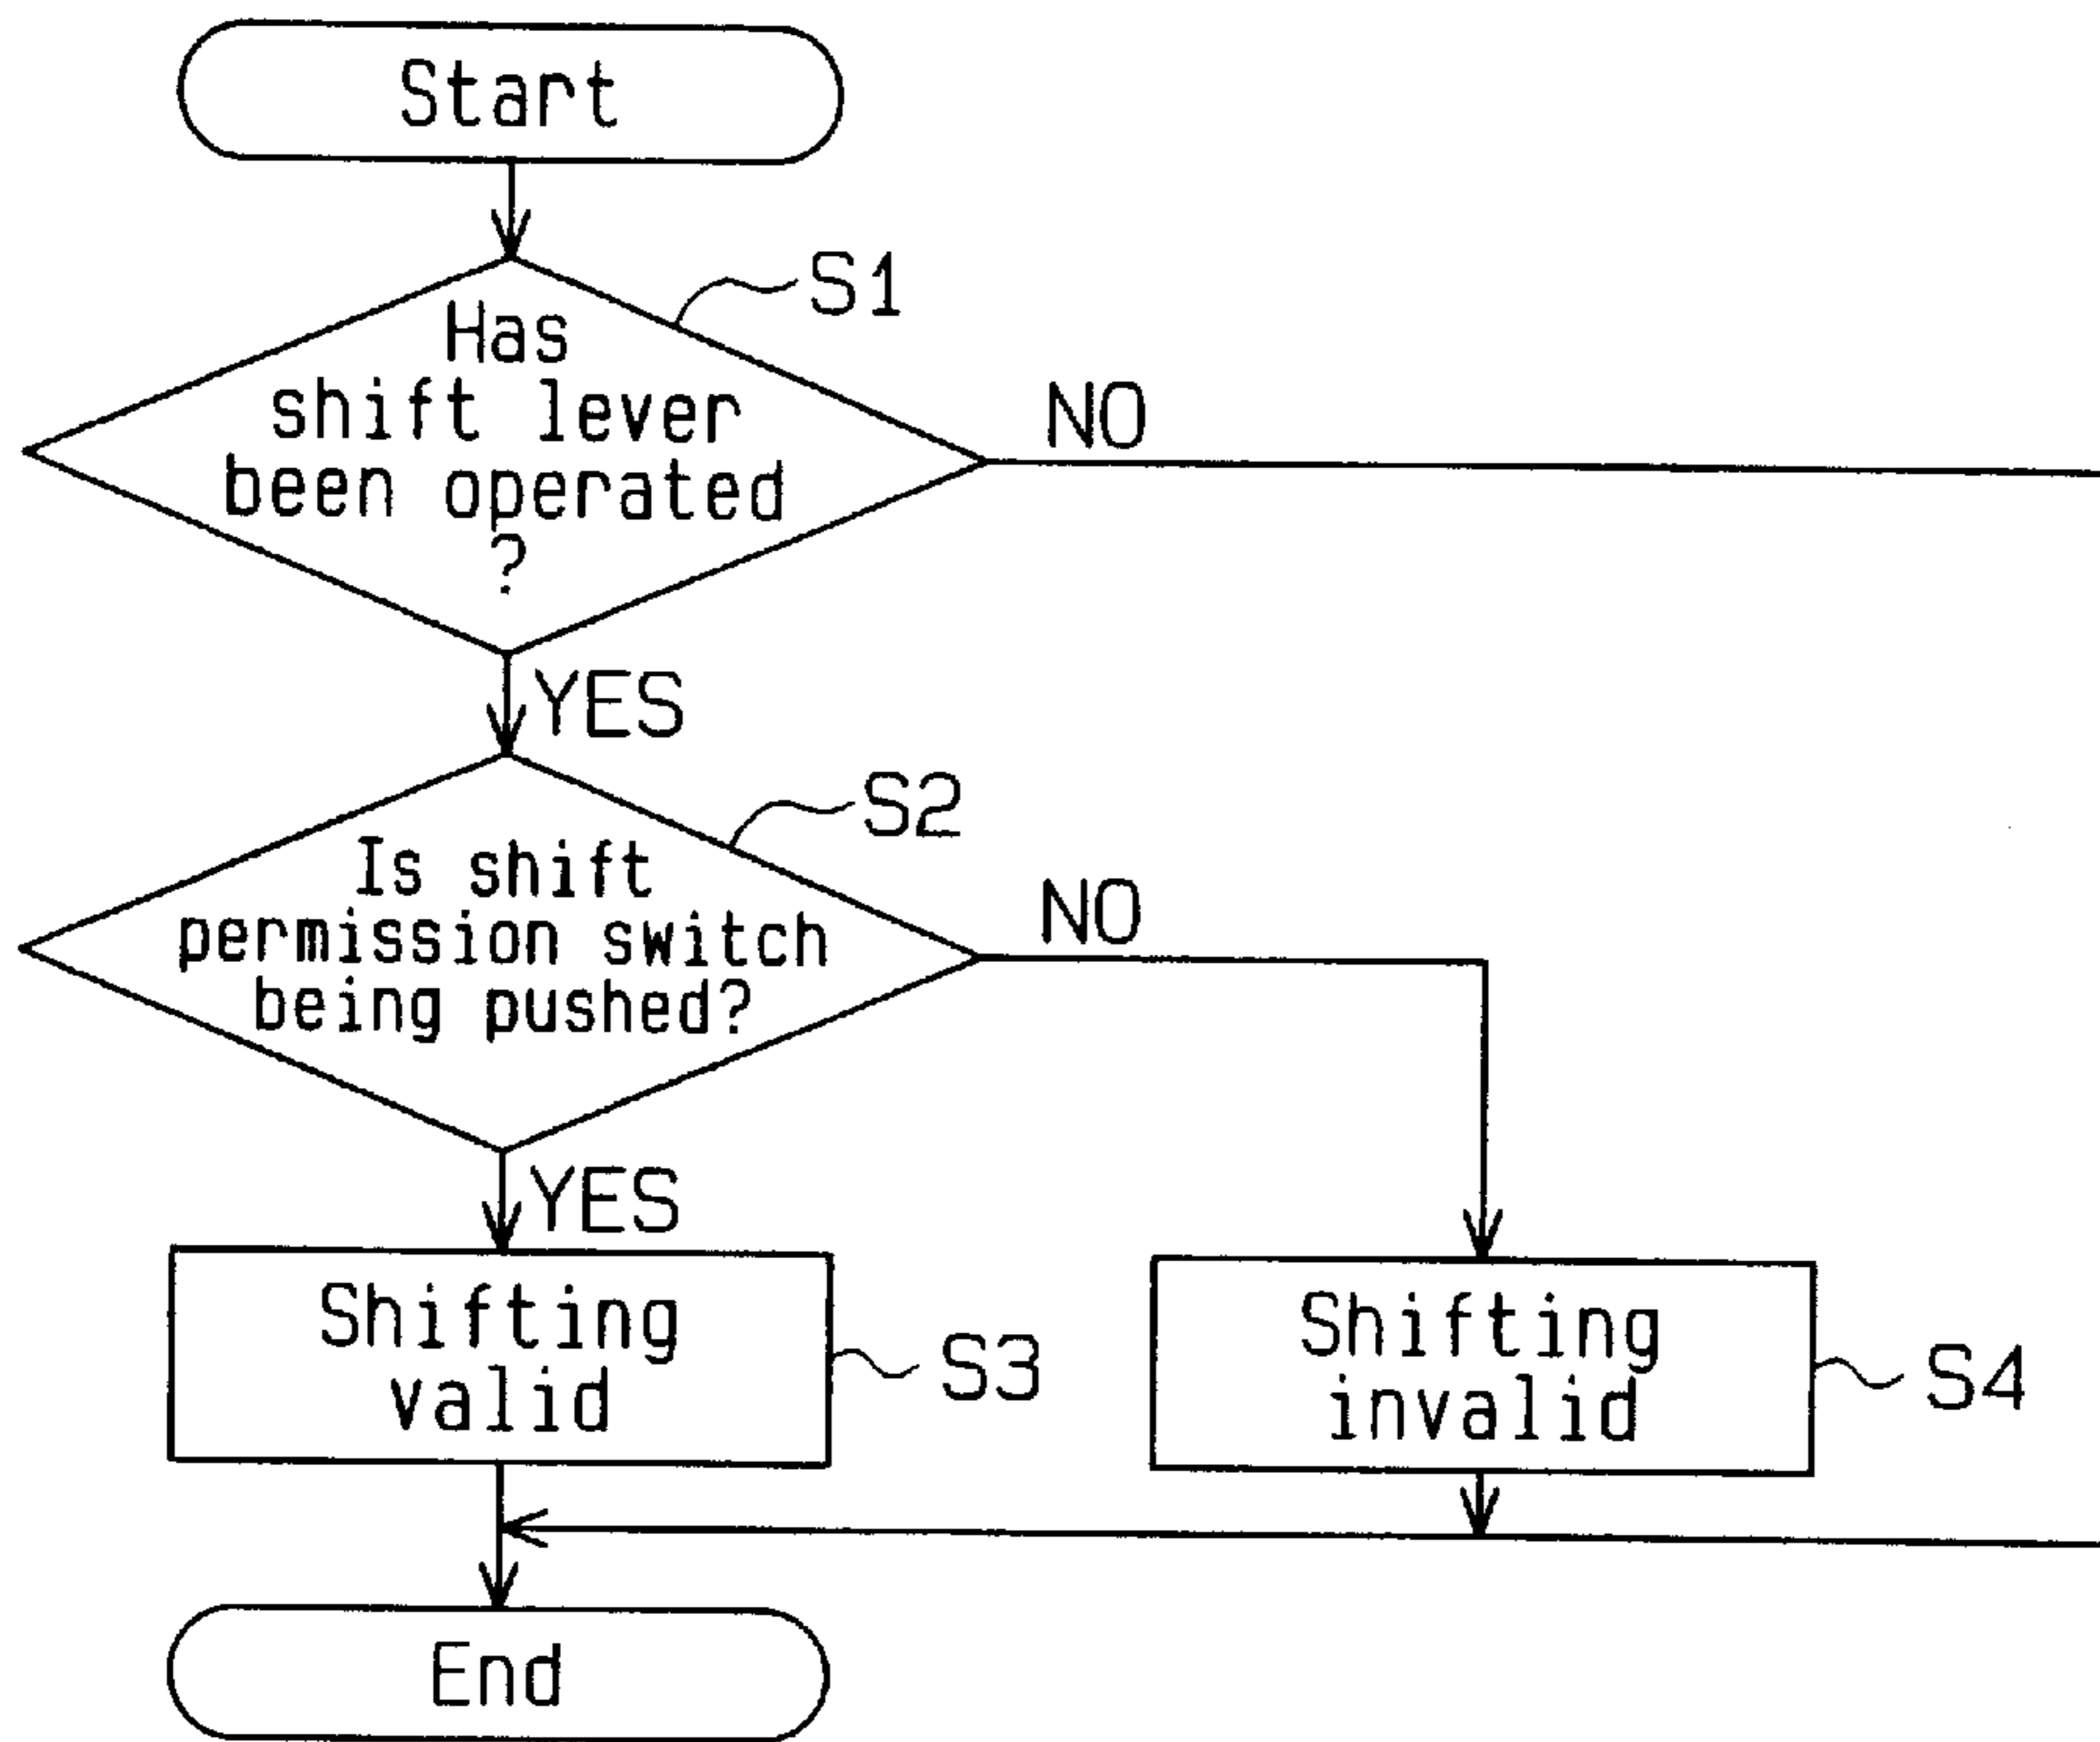 Start
S1
Has
shift lever
been operated
?
NO
YES
S2
Is shift
permission switch
being pushed?
NO
YES
Shifting
valid
S3
Shifting
invalid
S4
End